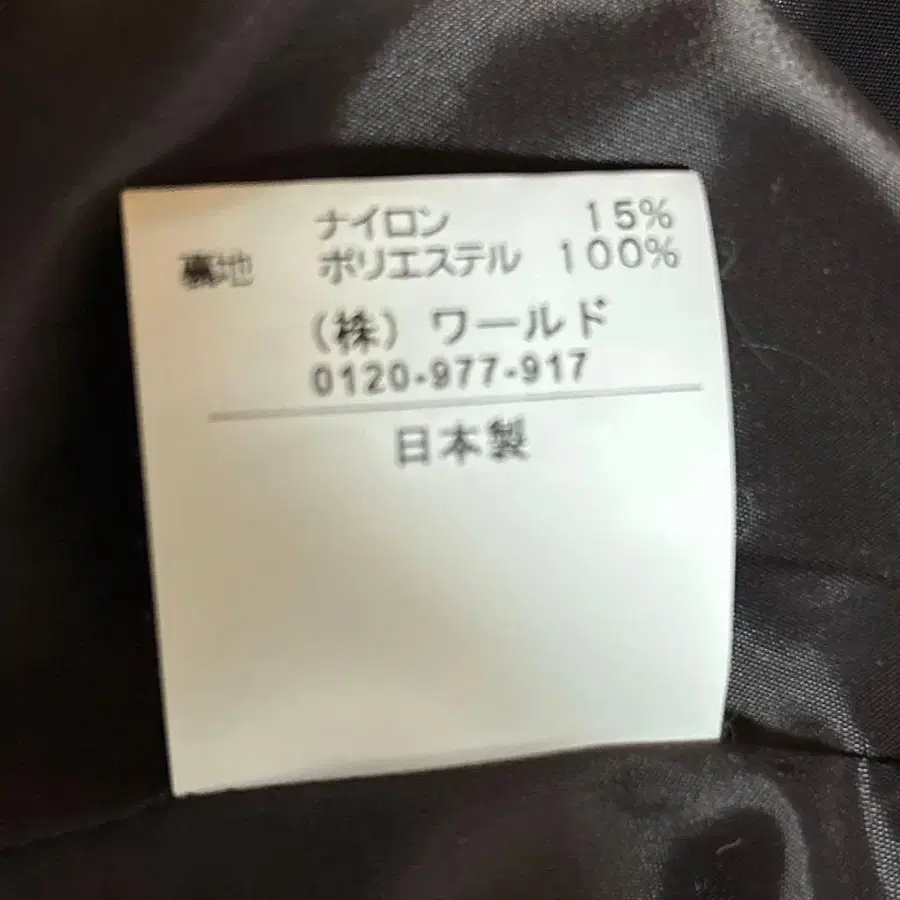 ナイロン 15%
裏地 ポリエステル 100%
(株) ワールド
0120-977-917
日本製